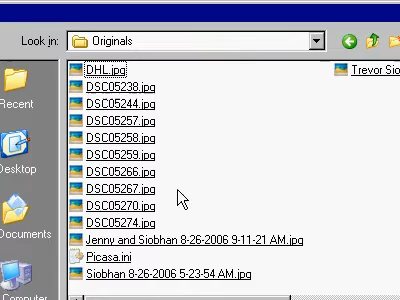 Look in:
Originals
Recent
Desktop
Documents
Computer
DHL.jpg
DSC05238.jpg
DSC05244.jpg
DSC05257.jpg
DSC05258.jpg
DSC05259.jpg
DSC05266.jpg
DSC05267.jpg
DSC05270.jpg
DSC05274.jpg
Jenny and Siobhan 8-26-2006 9-11-21 AM.jpg
Picasa.ini
Siobhan 8-26-2006 5-23-54 AM.jpg
Trevor Sio